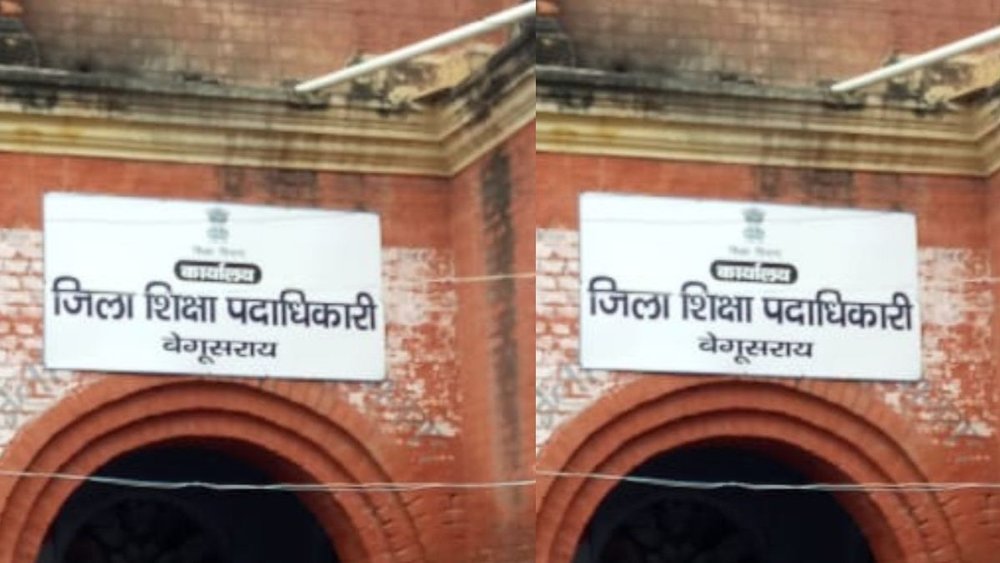 शिक्षा विभाग
कार्यालय
जिला शिक्षा पदाधिकारी
बेगूसराय
शिक्षा विभाग
कार्यालय
जिला शिक्षा पदाधिकारी
बेगूसराय